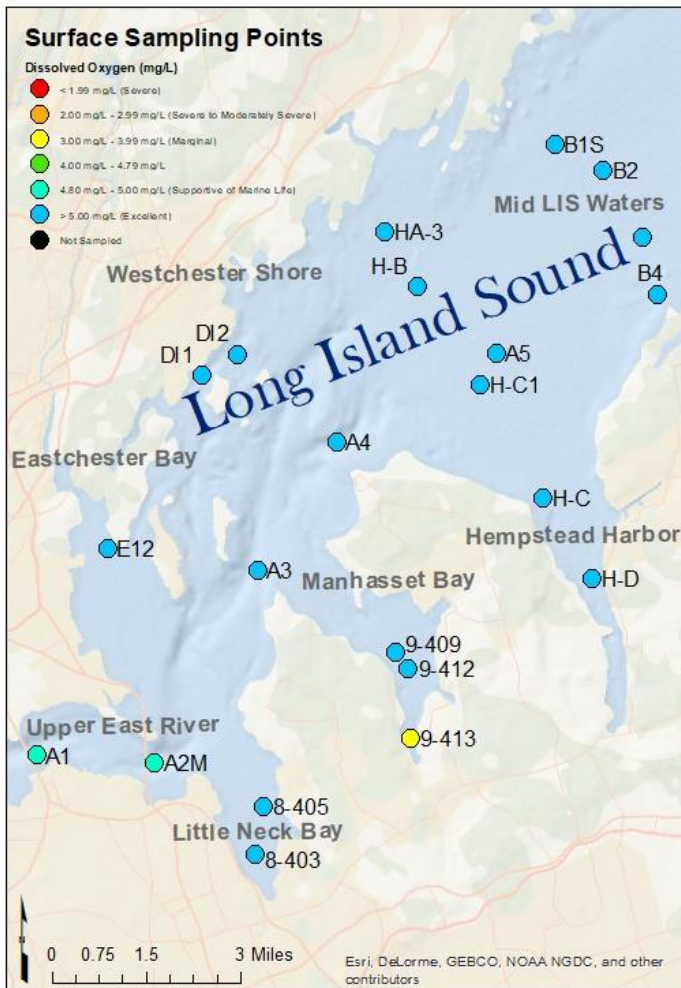 Surface Sampling Points
Dissolved Oxygen (mg/L)
< 1.99 mg/L (Severe)
2.00 mg/L - 2.99 mg/L (Severe to Moderately Severe)
3.00 mg/L - 3.99 mg/L (Marginal)
4.00 mg/L - 4.79 mg/L
4.80 mg/L - 5.00 mg/L (Supportive of Marine Life)
> 5.00 mg/L (Excellent)
Not Sampled
B1S
B2
Mid LIS Waters
HA-3
H-B
Westchester Shore
B4
Long Island Sound
DI2
DI1
A5
H-C1
A4
Eastchester Bay
H-C
Hempstead Harbor
E12
A3
Manhasset Bay
H-D
9-409
9-412
Upper East River
9-413
A1
A2M
8-405
Little Neck Bay
8-403
N
0 0.75 1.5 3 Miles
Esri, DeLorme, GEBCO, NOAA NGDC, and other
contributors